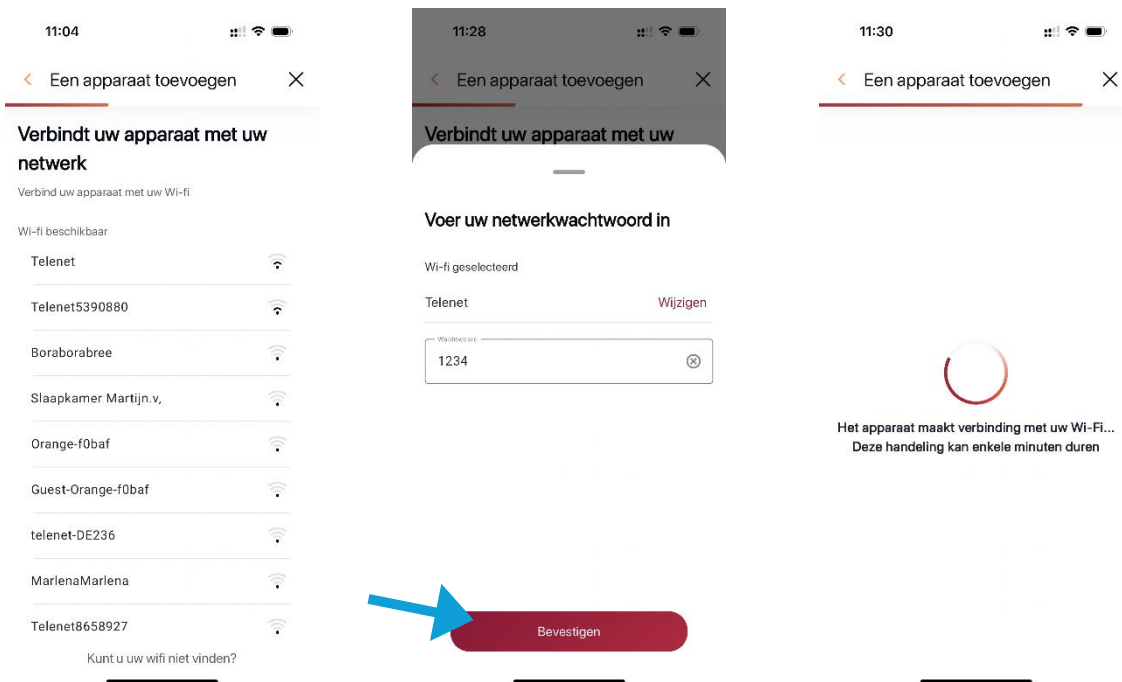 11:04
Een apparaat toevoegen
Verbindt uw apparaat met uw
netwerk
Verbind uw apparaat met uw Wi-fi
Wi-fi beschikbaar
Telenet
Telenet5390880
Boraborabree
Slaapkamer Martijn.v,
Orange-f0baf
Guest-Orange-f0baf
telenet-DE236
MarlenaMarlena
Telenet8658927
Kunt u uw wifi niet vinden?
11:28
Een apparaat toevoegen
Verbindt uw apparaat met uw
Voer uw netwerkwachtwoord in
Wi-fi geselecteerd
Telenet Wijzigen
Wachtwoord
1234
Bevestigen
11:30
Een apparaat toevoegen
Het apparaat maakt verbinding met uw Wi-Fi...
Deze handeling kan enkele minuten duren